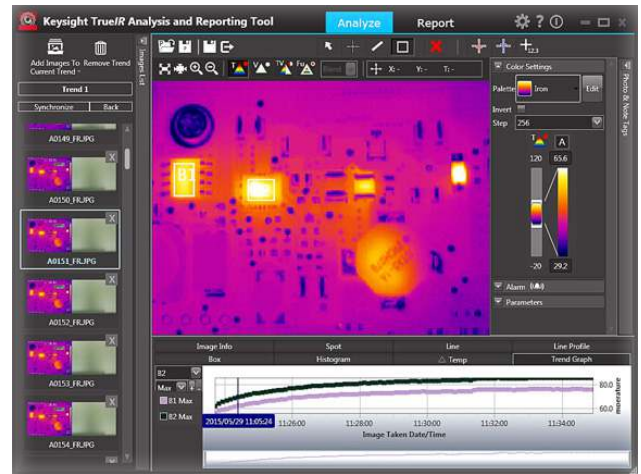 Keysight TrueIR Analysis and Reporting Tool
Analyze
Report
Add Images To Current Trend
Remove Trend
Trend 1
Synchronize
Back
A0149_FR.JPG
A0150_FR.JPG
A0151_FR.JPG
A0152_FR.JPG
A0153_FR.JPG
A0154_FR.JPG
Images List
X: -
Y: -
T: -
Blend
B1
Color Settings
Palette
Iron
Edit
Invert
Step
256
A
120
65.6
-20
29.2
Alarm
Parameters
Photo & Note Tags
Image Info
Spot
Line
Line Profile
Box
Histogram
△ Temp
Trend Graph
B2
Max
B1 Max
B2 Max
80.0
60.0
2015/05/29 11:05:24
11:26:00
11:28:00
11:30:00
11:32:00
11:34:00
Image Taken Date/Time